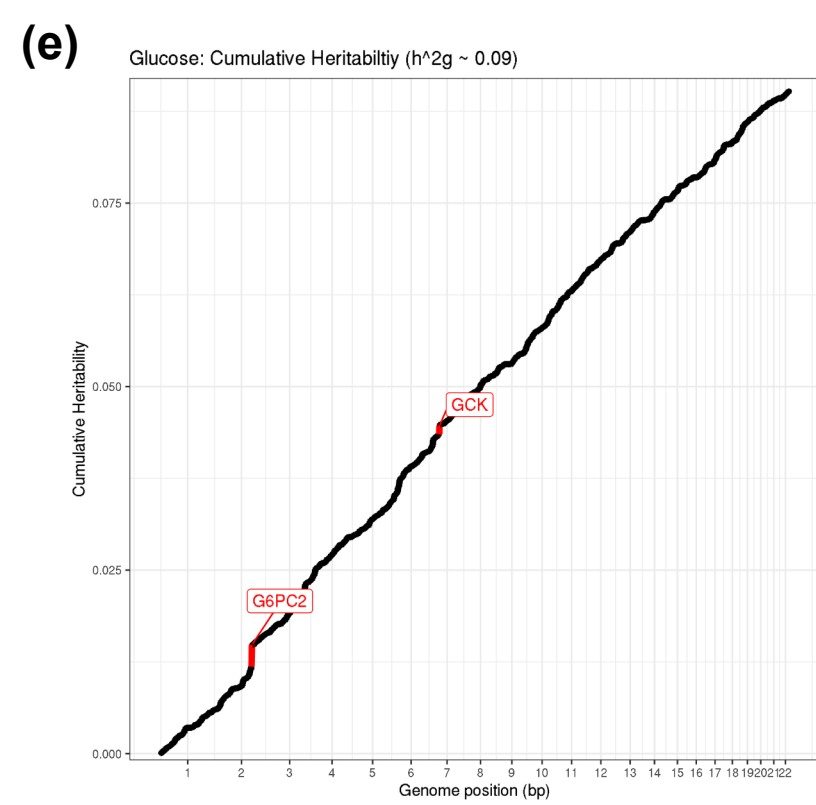 (e)
Glucose: Cumulative Heritabiltiy (h^2g ~ 0.09)
Cumulative Heritability
0.075
0.050
0.025
0.000
GCK
G6PC2
1 2 3 4 5 6 7 8 9 10 11 12 13 14 15 16 17 18 19 20 21 22
Genome position (bp)